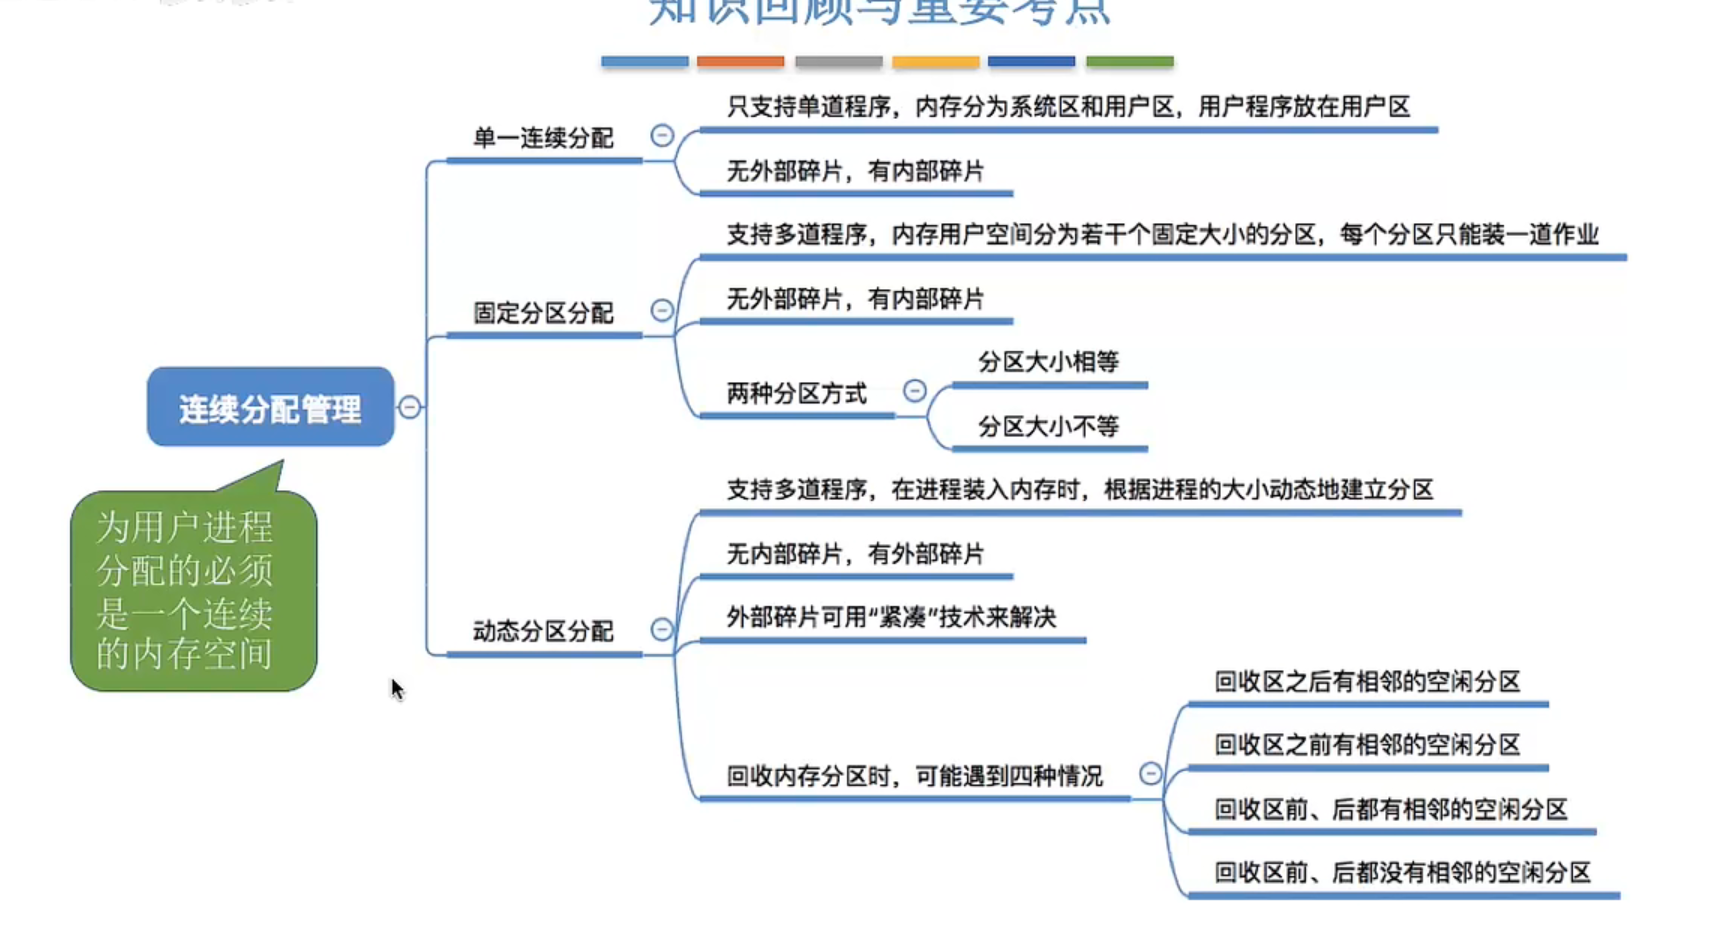 知识回顾与重要考点
单一连续分配
只支持单道程序，内存分为系统区和用户区，用户程序放在用户区
无外部碎片，有内部碎片
固定分区分配
支持多道程序，内存用户空间分为若干个固定大小的分区，每个分区只能装一道作业
无外部碎片，有内部碎片
两种分区方式
分区大小相等
分区大小不等
连续分配管理
为用户进程
分配的必须
是一个连续
的内存空间
动态分区分配
支持多道程序，在进程装入内存时，根据进程的大小动态地建立分区
无内部碎片，有外部碎片
外部碎片可用“紧凑”技术来解决
回收内存分区时，可能遇到四种情况
回收区之后有相邻的空闲分区
回收区之前有相邻的空闲分区
回收区前、后都有相邻的空闲分区
回收区前、后都没有相邻的空闲分区